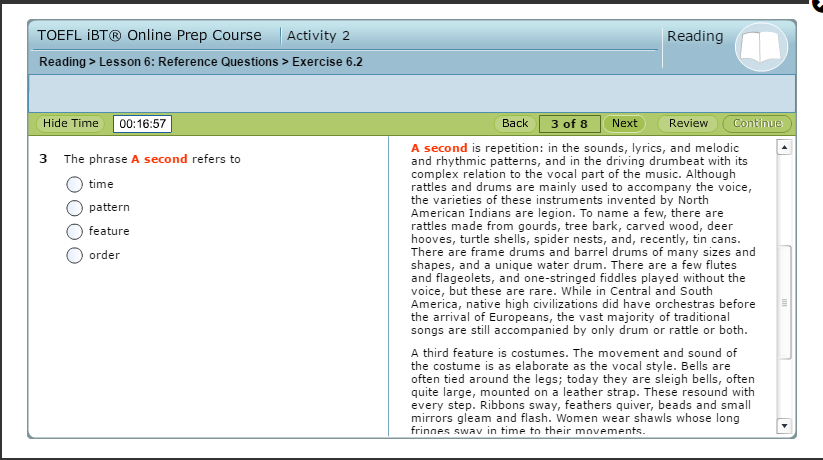 TOEFL iBT® Online Prep Course Activity 2 Reading
Reading > Lesson 6: Reference Questions > Exercise 6.2
Hide Time 00:16:57 Back 3 of 8 Next Review Continue
3 The phrase A second refers to
time
pattern
feature
order
A second is repetition: in the sounds, lyrics, and melodic
and rhythmic patterns, and in the driving drumbeat with its
complex relation to the vocal part of the music. Although
rattles and drums are mainly used to accompany the voice,
the varieties of these instruments invented by North
American Indians are legion. To name a few, there are
rattles made from gourds, tree bark, carved wood, deer
hooves, turtle shells, spider nests, and, recently, tin cans.
There are frame drums and barrel drums of many sizes and
shapes, and a unique water drum. There are a few flutes
and flageolets, and one-stringed fiddles played without the
voice, but these are rare. While in Central and South
America, native high civilizations did have orchestras before
the arrival of Europeans, the vast majority of traditional
songs are still accompanied by only drum or rattle or both.
A third feature is costumes. The movement and sound of
the costume is as elaborate as the vocal style. Bells are
often tied around the legs; today they are sleigh bells, often
quite large, mounted on a leather strap. These resound with
every step. Ribbons sway, feathers quiver, beads and small
mirrors gleam and flash. Women wear shawls whose long
fringes sway in time to their movements.